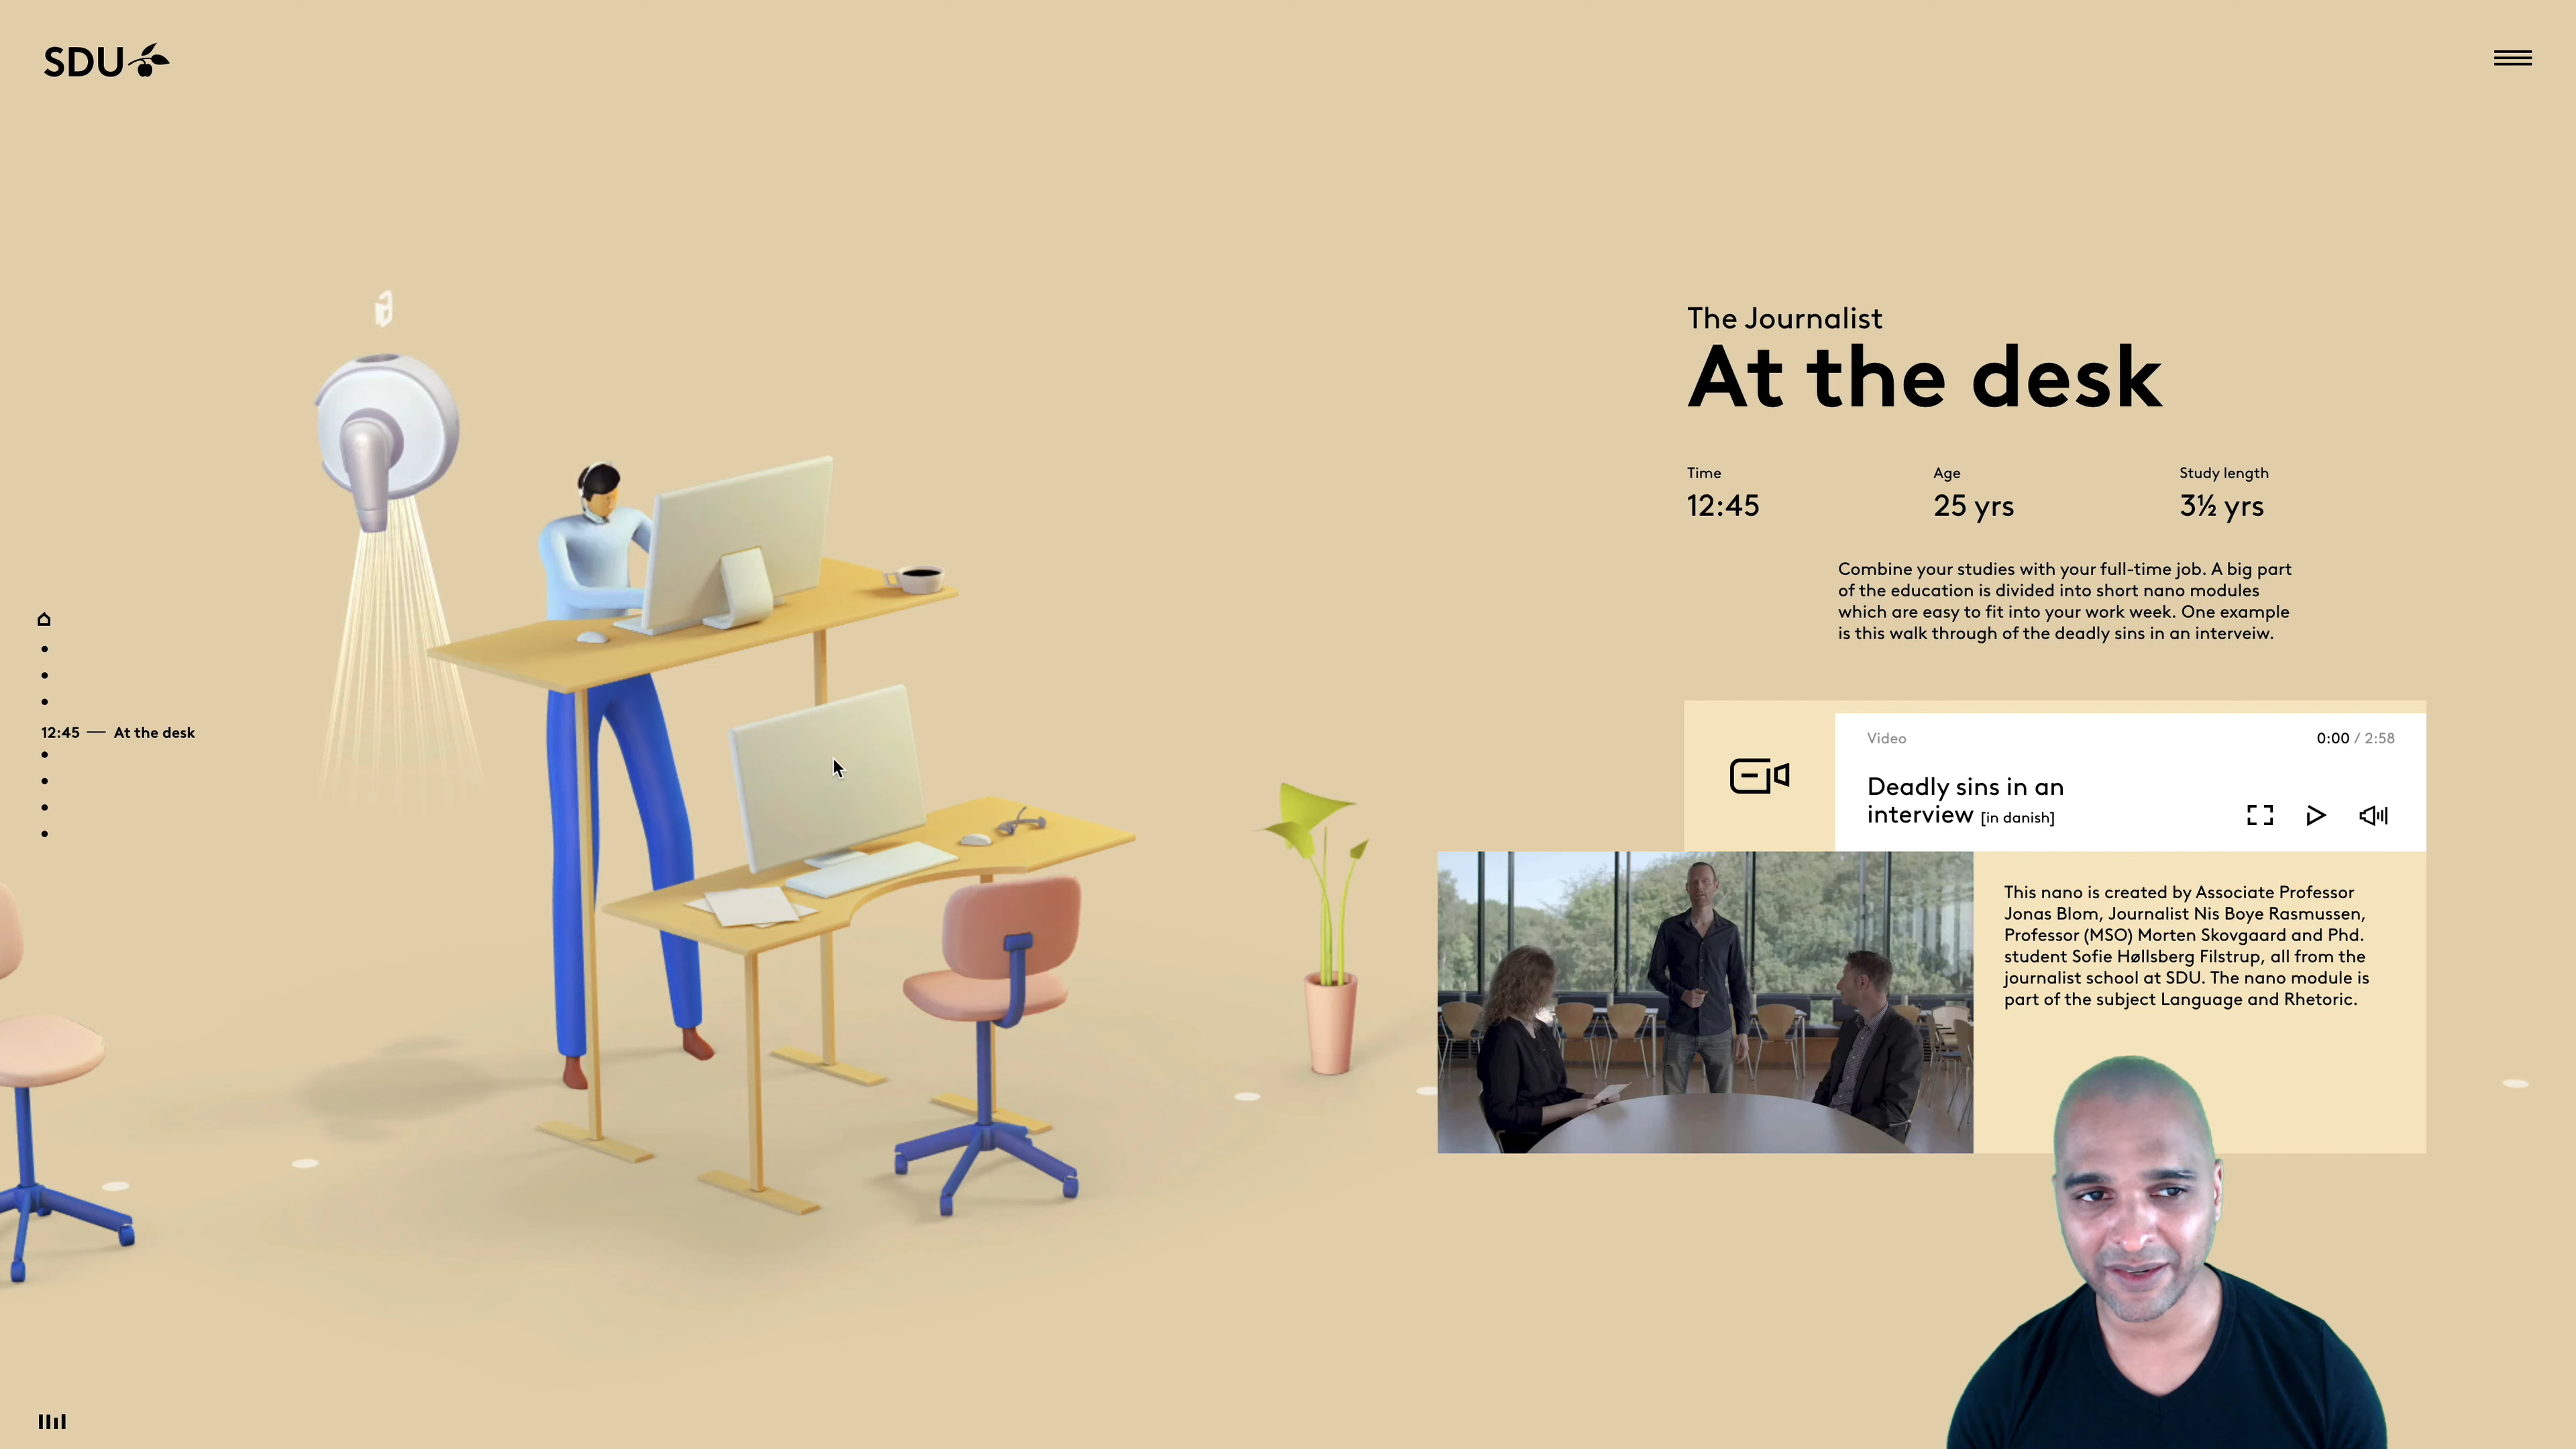 SDU
The Journalist
At the desk
Time
12:45
Age
25 yrs
Study length
3½ yrs
Combine your studies with your full-time job. A big part
of the education is divided into short nano modules
which are easy to fit into your work week. One example
is this walk through of the deadly sins in an interveiw.
12:45 — At the desk
Video
0:00 / 2:58
Deadly sins in an
interview [in danish]
This nano is created by Associate Professor
Jonas Blom, Journalist Nis Boye Rasmussen,
Professor (MSO) Morten Skovgaard and Phd.
student Sofie Høllsberg Filstrup, all from the
journalist school at SDU. The nano module is
part of the subject Language and Rhetoric.